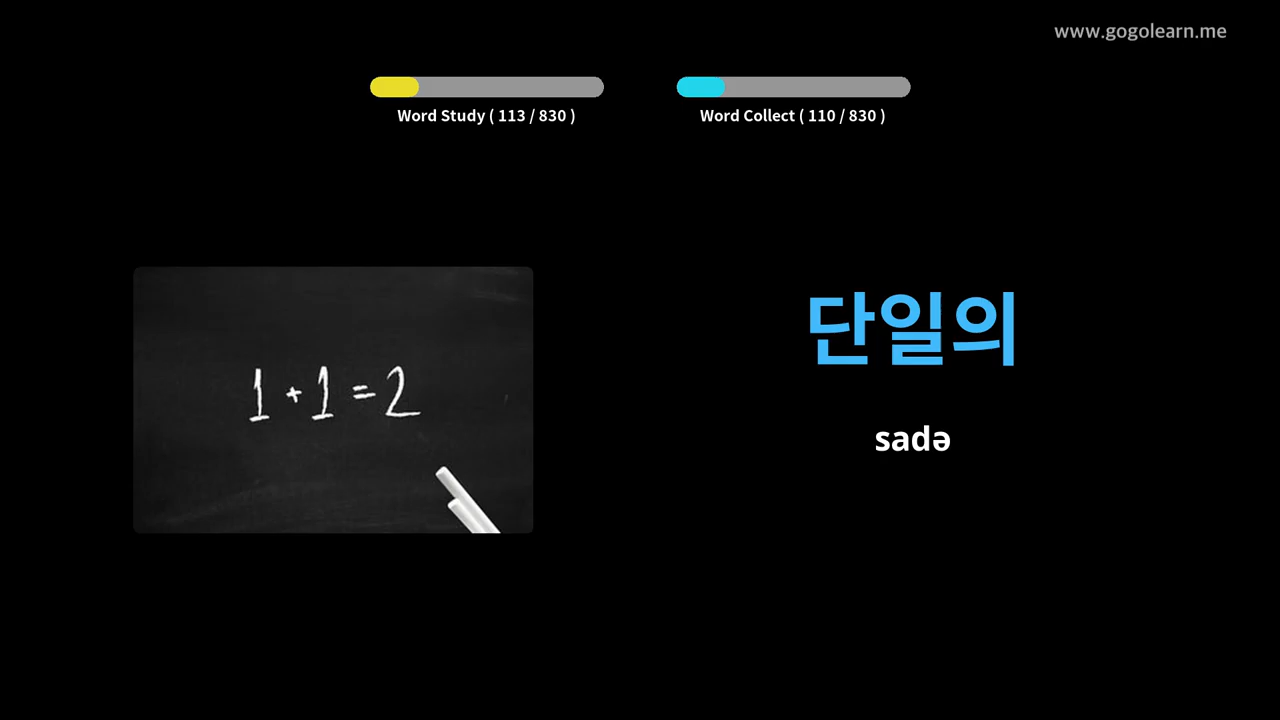 www.gogolearn.me
Word Study ( 113 / 830 )
Word Collect ( 110 / 830 )
1 + 1 = 2
단일의
sadə